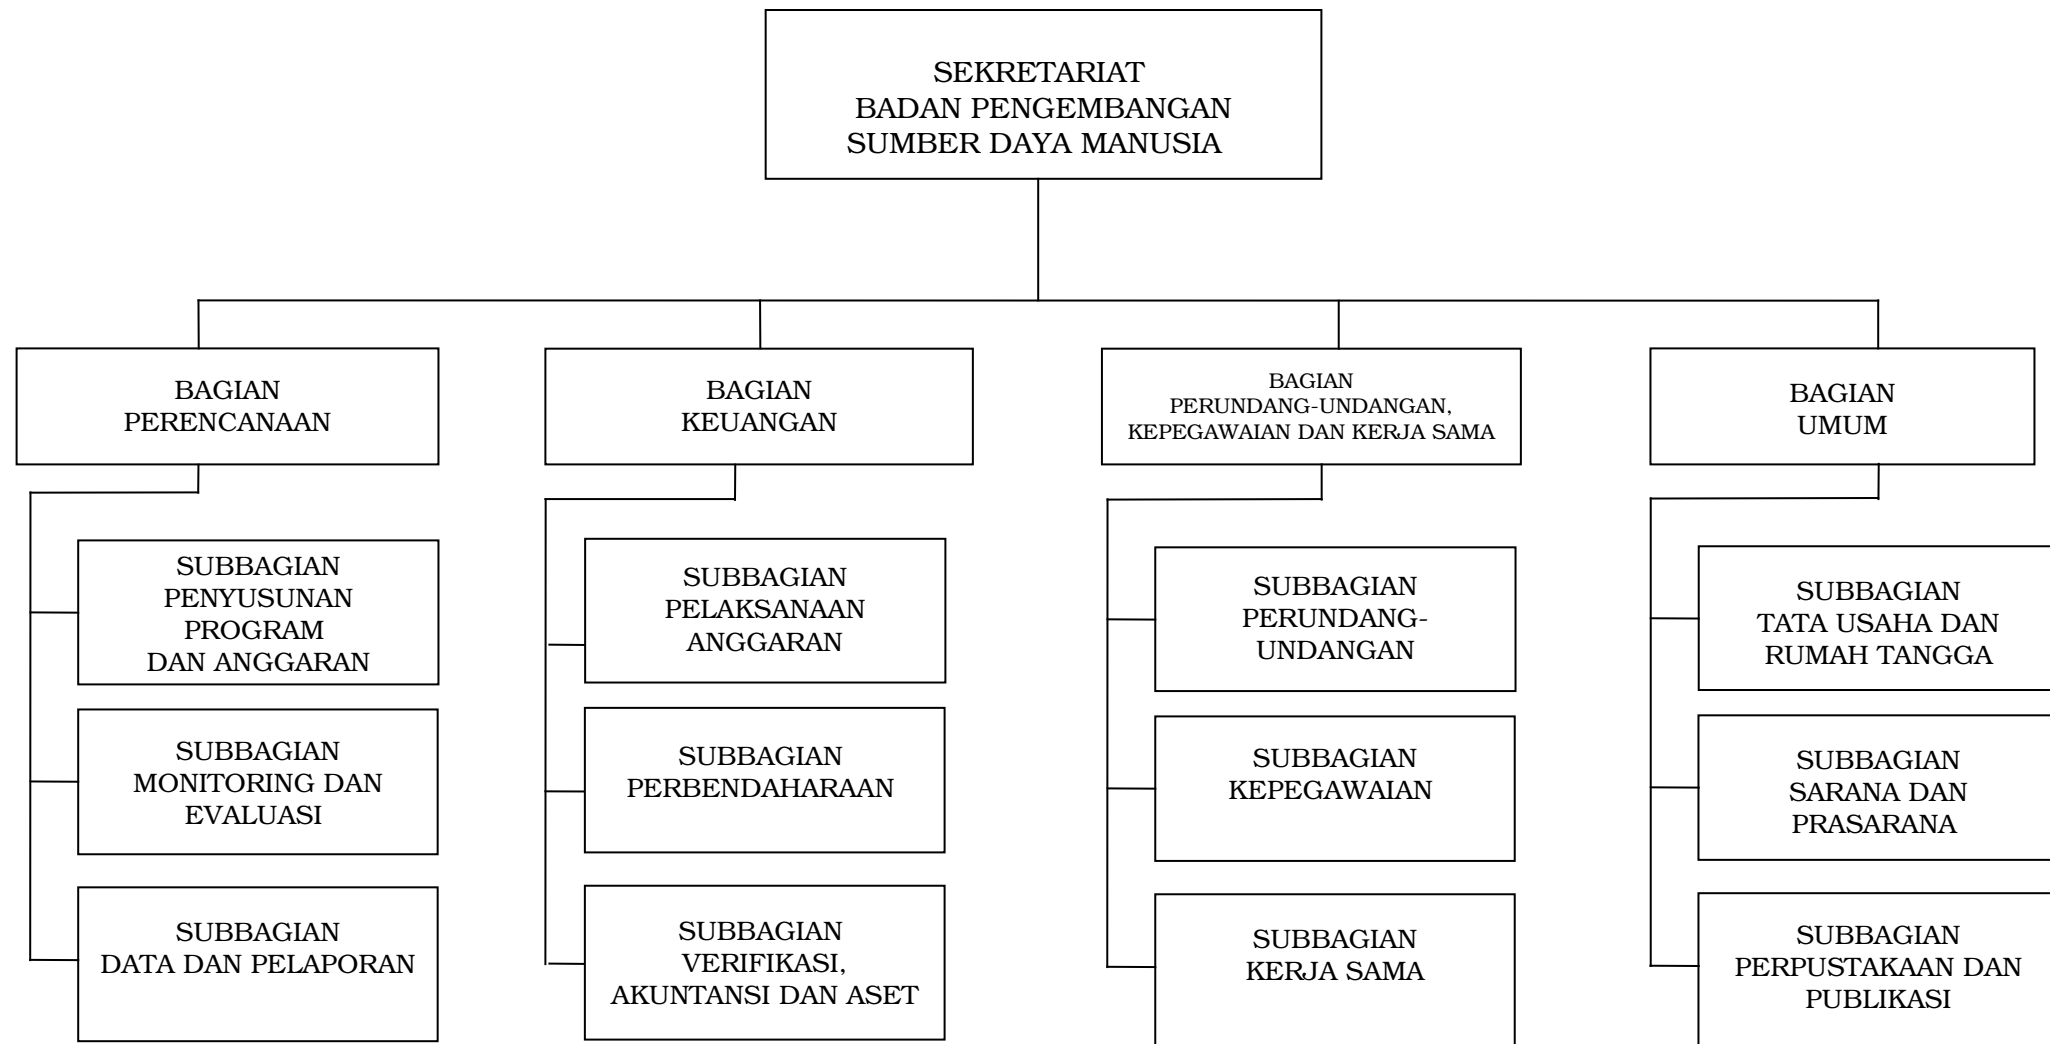 SEKRETARIAT
BADAN PENGEMBANGAN
SUMBER DAYA MANUSIA
BAGIAN
PERENCANAAN
BAGIAN
KEUANGAN
BAGIAN
PERUNDANG-UNDANGAN,
KEPEGAWAIAN DAN KERJA SAMA
BAGIAN
UMUM
SUBBAGIAN
PENYUSUNAN
PROGRAM
DAN ANGGARAN
SUBBAGIAN
PELAKSANAAN
ANGGARAN
SUBBAGIAN
PERUNDANG-
UNDANGAN
SUBBAGIAN
TATA USAHA DAN
RUMAH TANGGA
SUBBAGIAN
MONITORING DAN
EVALUASI
SUBBAGIAN
PERBENDAHARAAN
SUBBAGIAN
KEPEGAWAIAN
SUBBAGIAN
SARANA DAN
PRASARANA
SUBBAGIAN
DATA DAN PELAPORAN
SUBBAGIAN
VERIFIKASI,
AKUNTANSI DAN ASET
SUBBAGIAN
KERJA SAMA
SUBBAGIAN
PERPUSTAKAAN DAN
PUBLIKASI